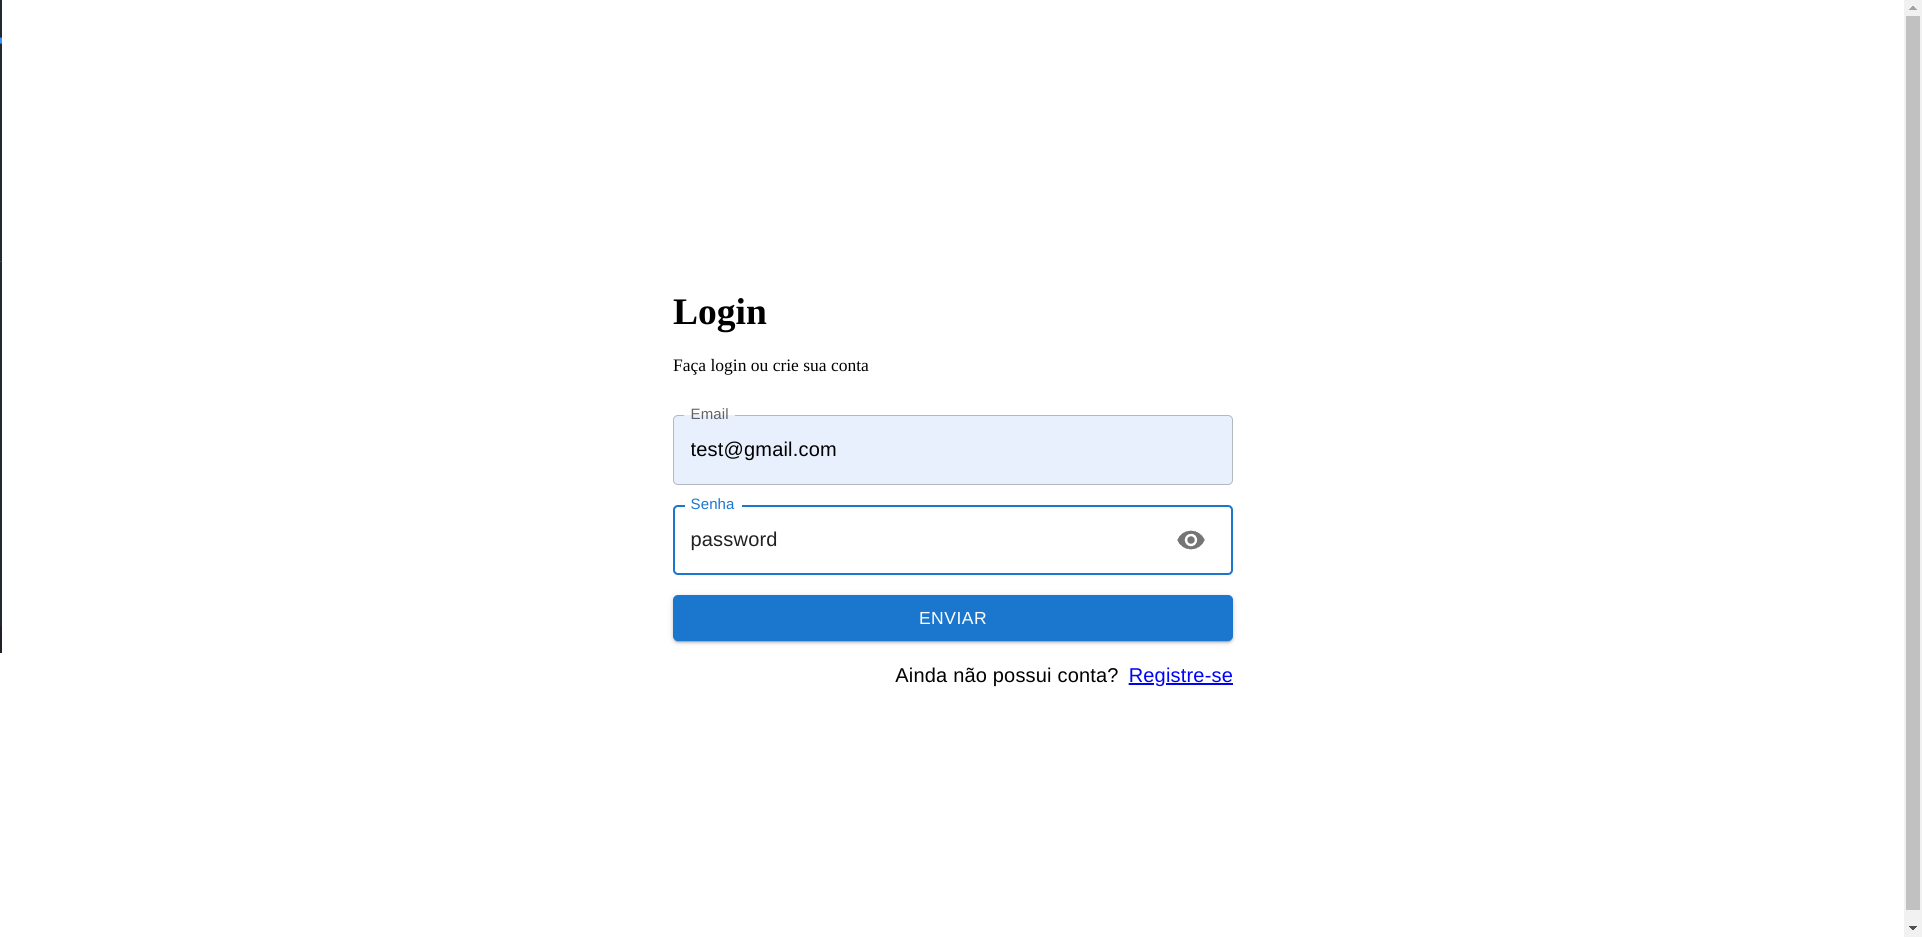 Login
Faça login ou crie sua conta
Email
test@gmail.com
Senha
password
ENVIAR
Ainda não possui conta? Registre-se